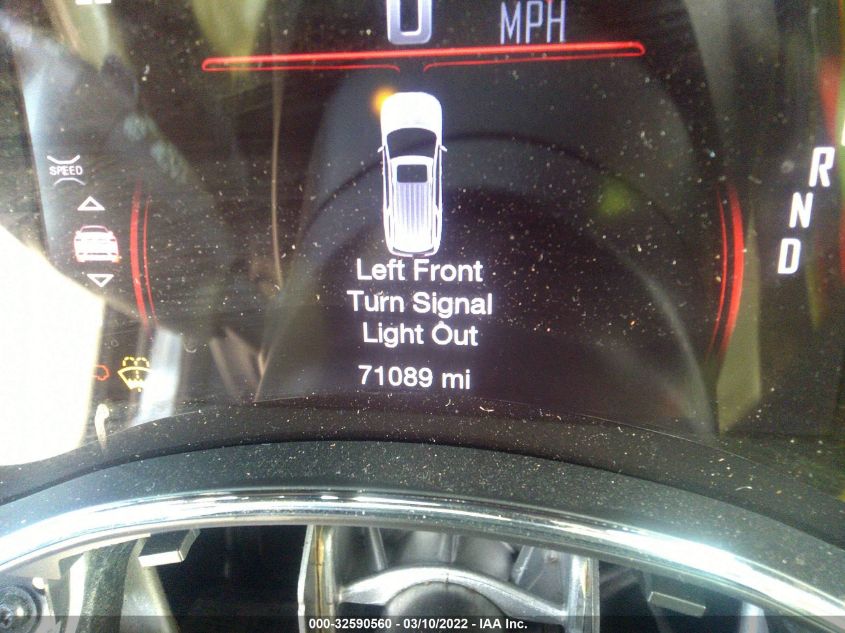 0 MPH
SPEED
R
N
D
Left Front
Turn Signal
Light Out
71089 mi
000-32590560 - 03/10/2022 - IAA Inc.